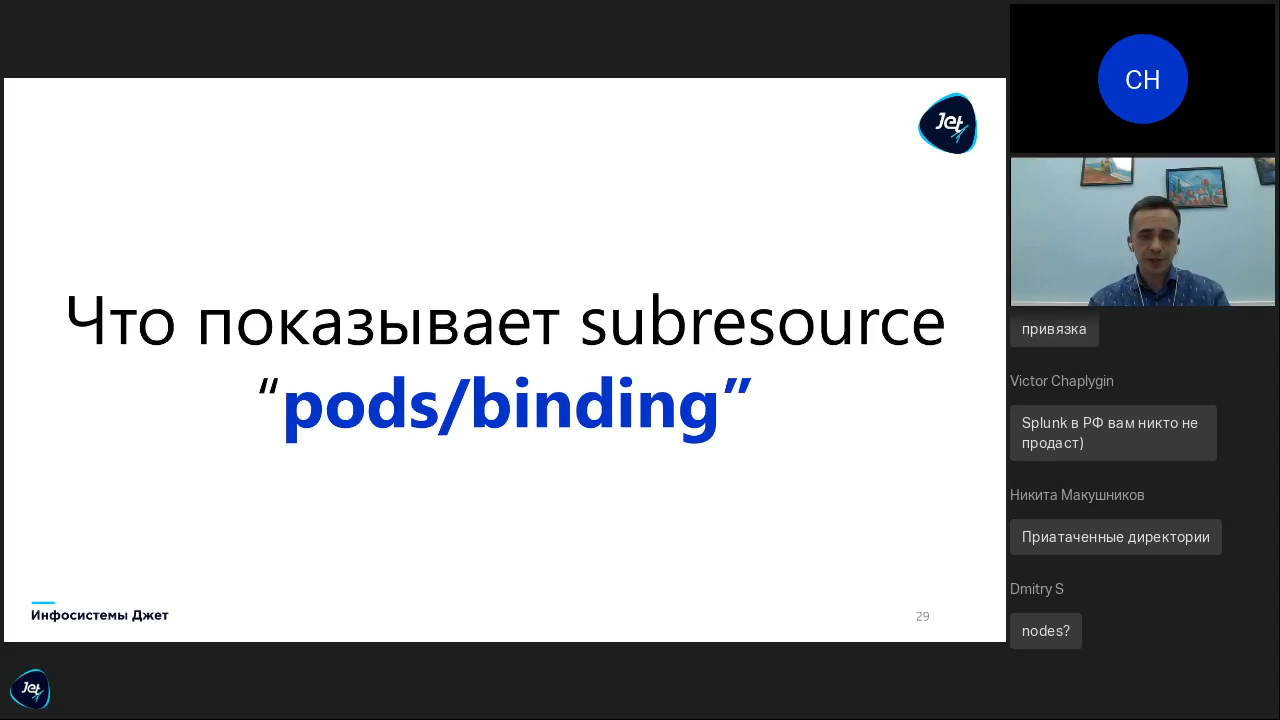 Jet
Что показывает subresource
“pods/binding”
Инфосистемы Джет
29
Jet
CH
привязка
Victor Chaplygin
Splunk в РФ вам никто не
продаст)
Никита Макушников
Приатаченные директории
Dmitry S
nodes?